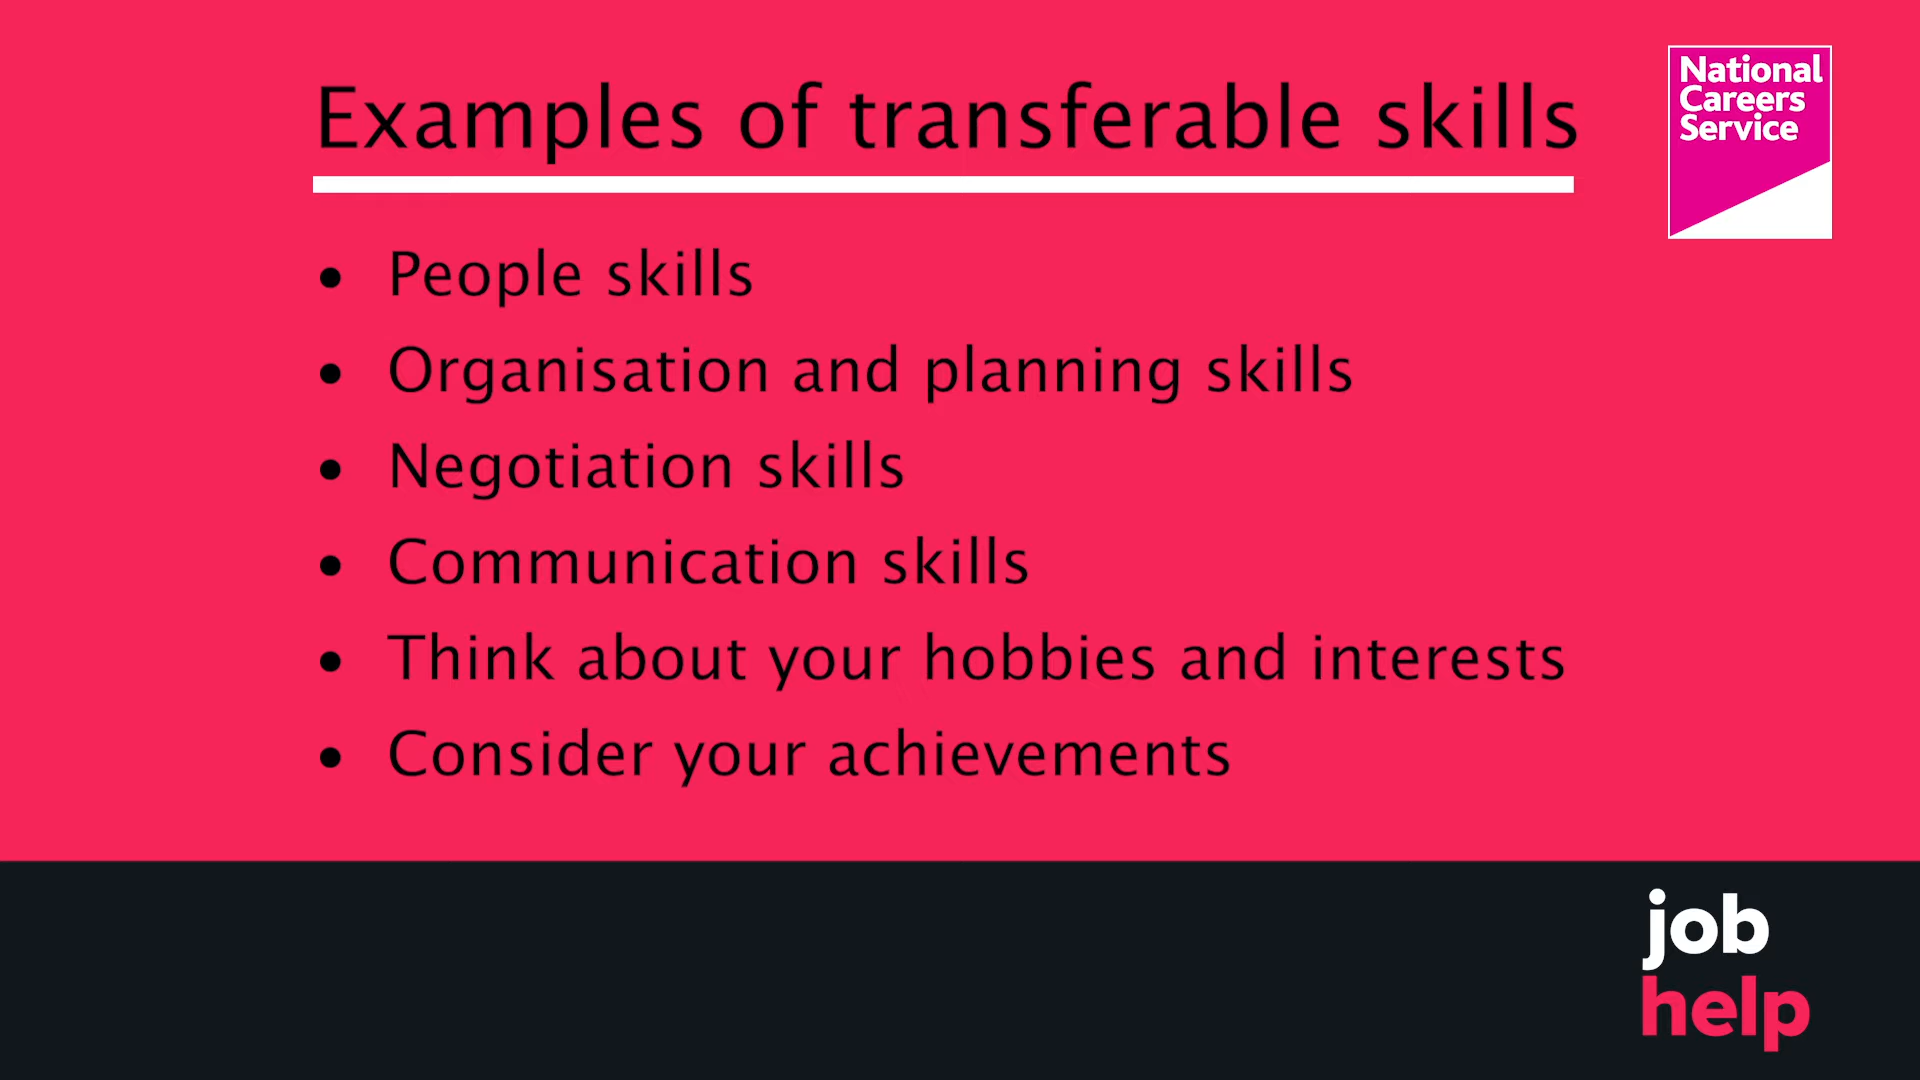 Examples of transferable skills
National
Careers
Service
• People skills
• Organisation and planning skills
• Negotiation skills
• Communication skills
• Think about your hobbies and interests
• Consider your achievements
job
help